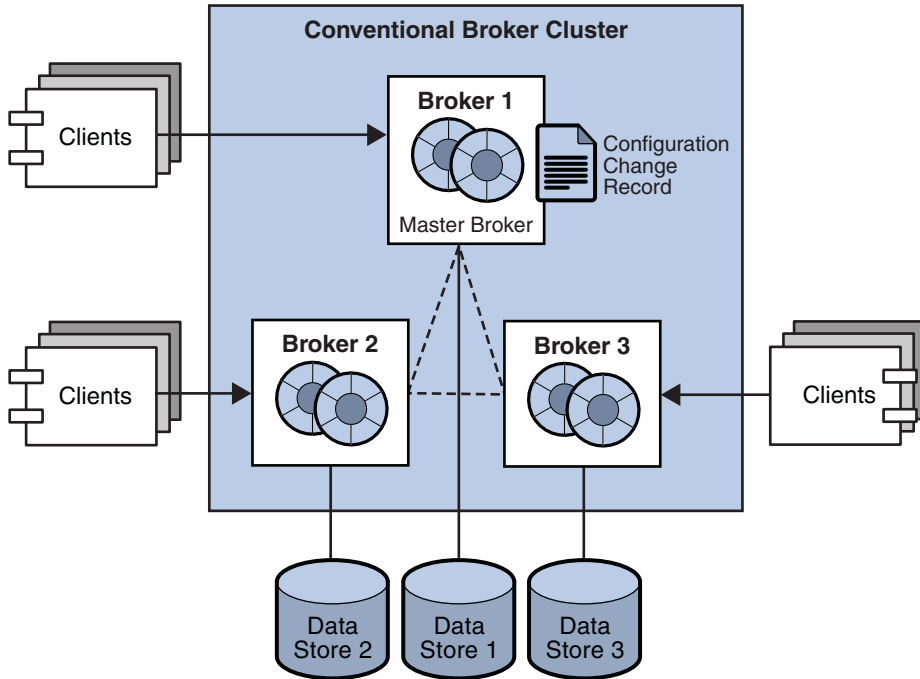 Conventional Broker Cluster
Broker 1
Clients
Configuration
Change
Record
Master Broker
Broker 2
Broker 3
Clients
Clients
Data
Store 2
Data
Store 1
Data
Store 3